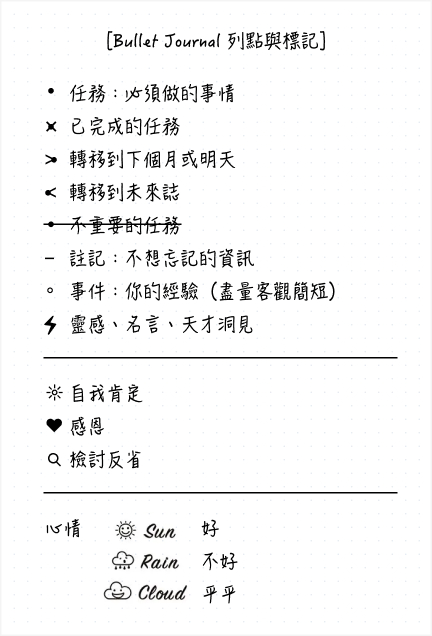 [Bullet Journal 列點與標記]
• 任務：必須做的事情
× 已完成的任務
> 轉移到下個月或明天
< 轉移到未來誌
• 不重要的任務
– 註記：不想忘記的資訊
○ 事件：你的經驗（盡量客觀簡短）
靈感、名言、天才洞見
自我肯定
感恩
檢討反省
心情 Sun 好
Rain 不好
Cloud 平平